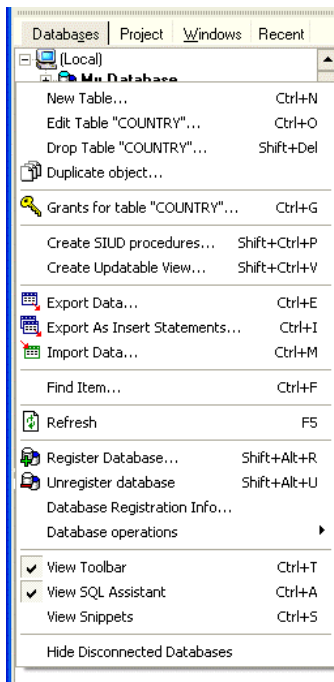 Databases Project Windows Recent
(Local)
My Database
New Table... Ctrl+N
Edit Table "COUNTRY"... Ctrl+O
Drop Table "COUNTRY"... Shift+Del
Duplicate object...
Grants for table "COUNTRY"... Ctrl+G
Create SIUD procedures... Shift+Ctrl+P
Create Updatable View... Shift+Ctrl+V
Export Data... Ctrl+E
Export As Insert Statements... Ctrl+I
Import Data... Ctrl+M
Find Item... Ctrl+F
Refresh F5
Register Database... Shift+Alt+R
Unregister database Shift+Alt+U
Database Registration Info...
Database operations
View Toolbar Ctrl+T
View SQL Assistant Ctrl+A
View Snippets Ctrl+S
Hide Disconnected Databases